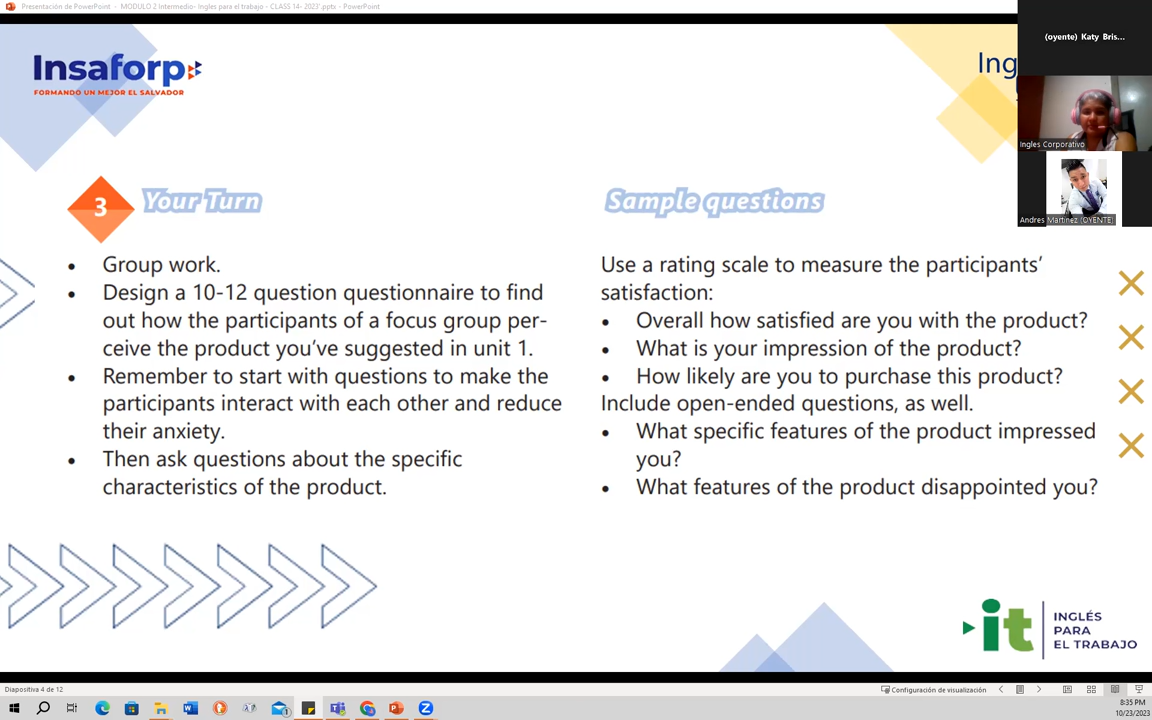 Presentación de PowerPoint - MODULO 2 Intermedio- Ingles para el trabajo - CLASS 14- 2023'.pptx - PowerPoint
Insaforp
FORMANDO UN MEJOR EL SALVADOR
Ing
(oyente) Katy Bris...
Ingles Corporativo
Andres Martinez (OYENTE)
3
Your Turn
• Group work.
• Design a 10-12 question questionnaire to find
out how the participants of a focus group per-
ceive the product you've suggested in unit 1.
• Remember to start with questions to make the
participants interact with each other and reduce
their anxiety.
• Then ask questions about the specific
characteristics of the product.
Sample questions
Use a rating scale to measure the participants'
satisfaction:
• Overall how satisfied are you with the product?
• What is your impression of the product?
• How likely are you to purchase this product?
Include open-ended questions, as well.
• What specific features of the product impressed
you?
• What features of the product disappointed you?
it
INGLÉS
PARA
EL TRABAJO
Diapositiva 4 de 12
Configuración de visualización
8:35 PM
10/23/2023